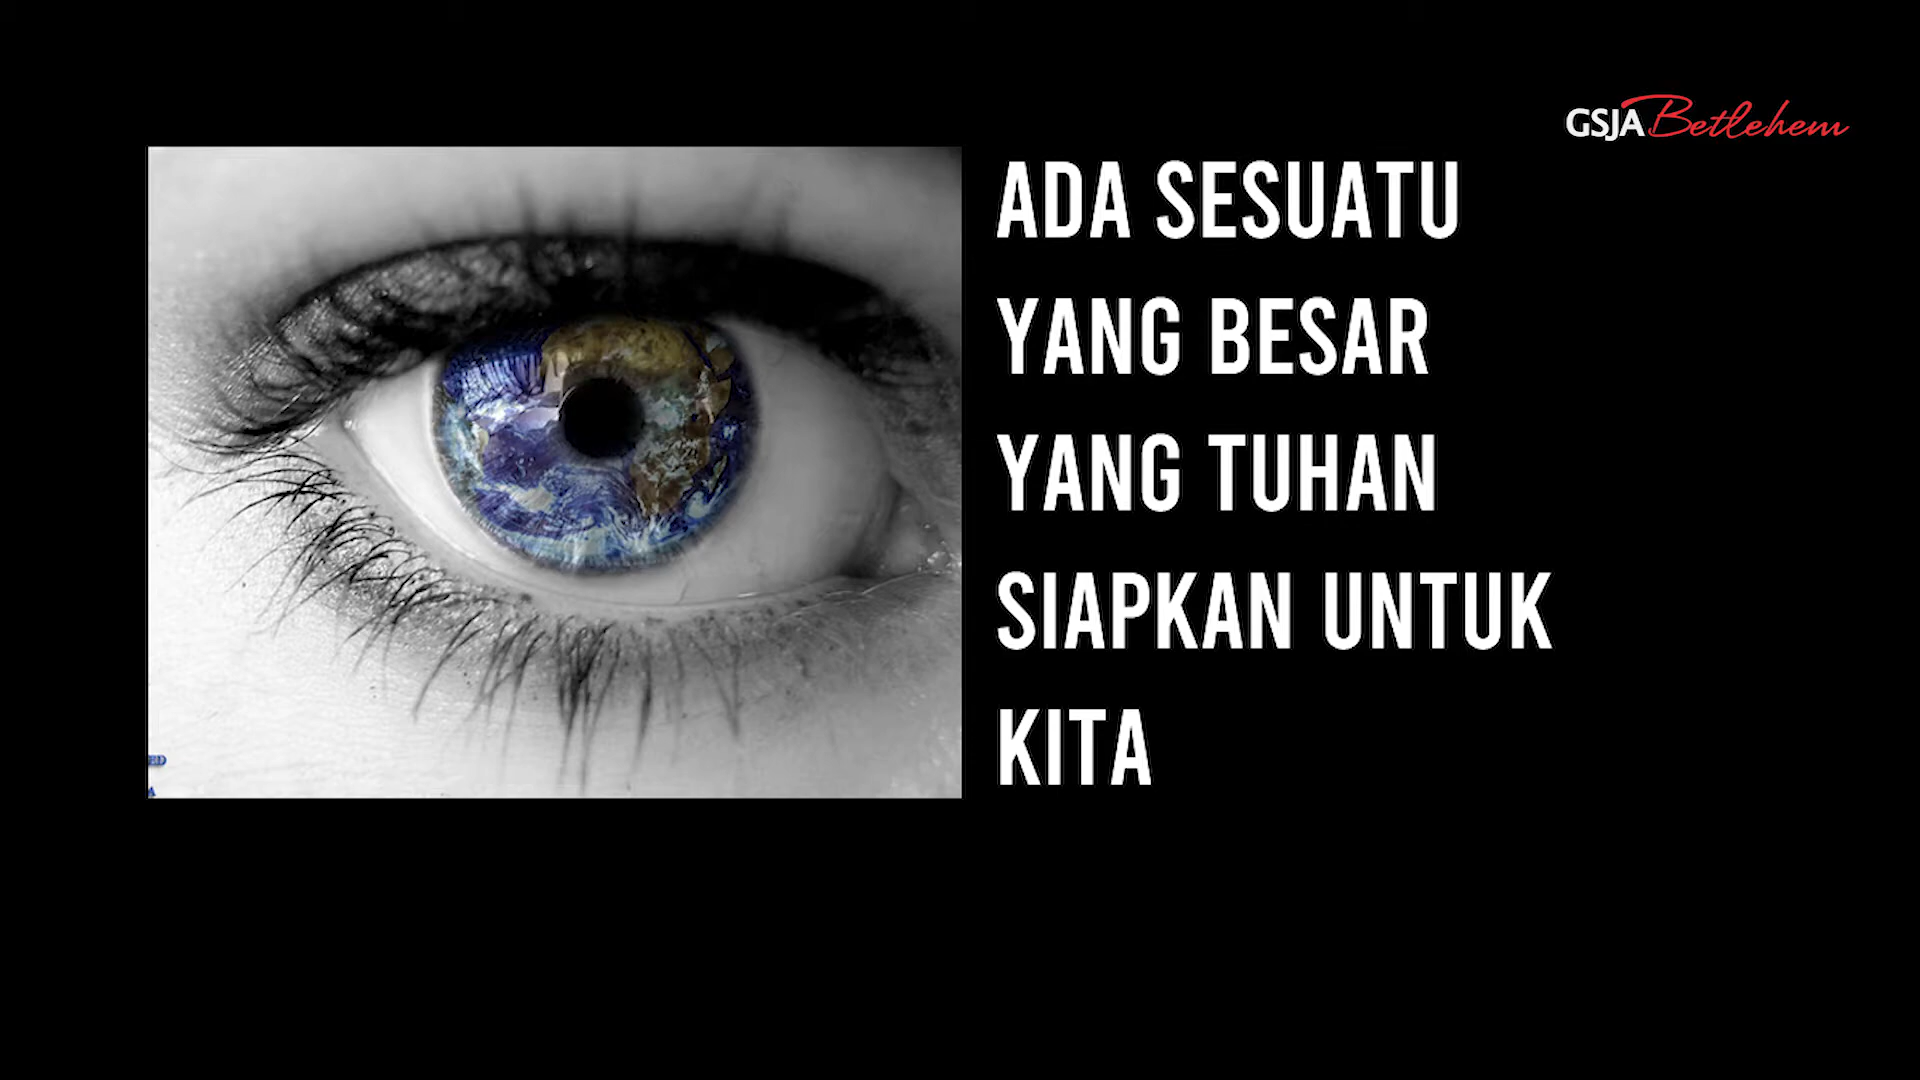 GSJA Betlehem
ADA SESUATU
YANG BESAR
YANG TUHAN
SIAPKAN UNTUK
KITA